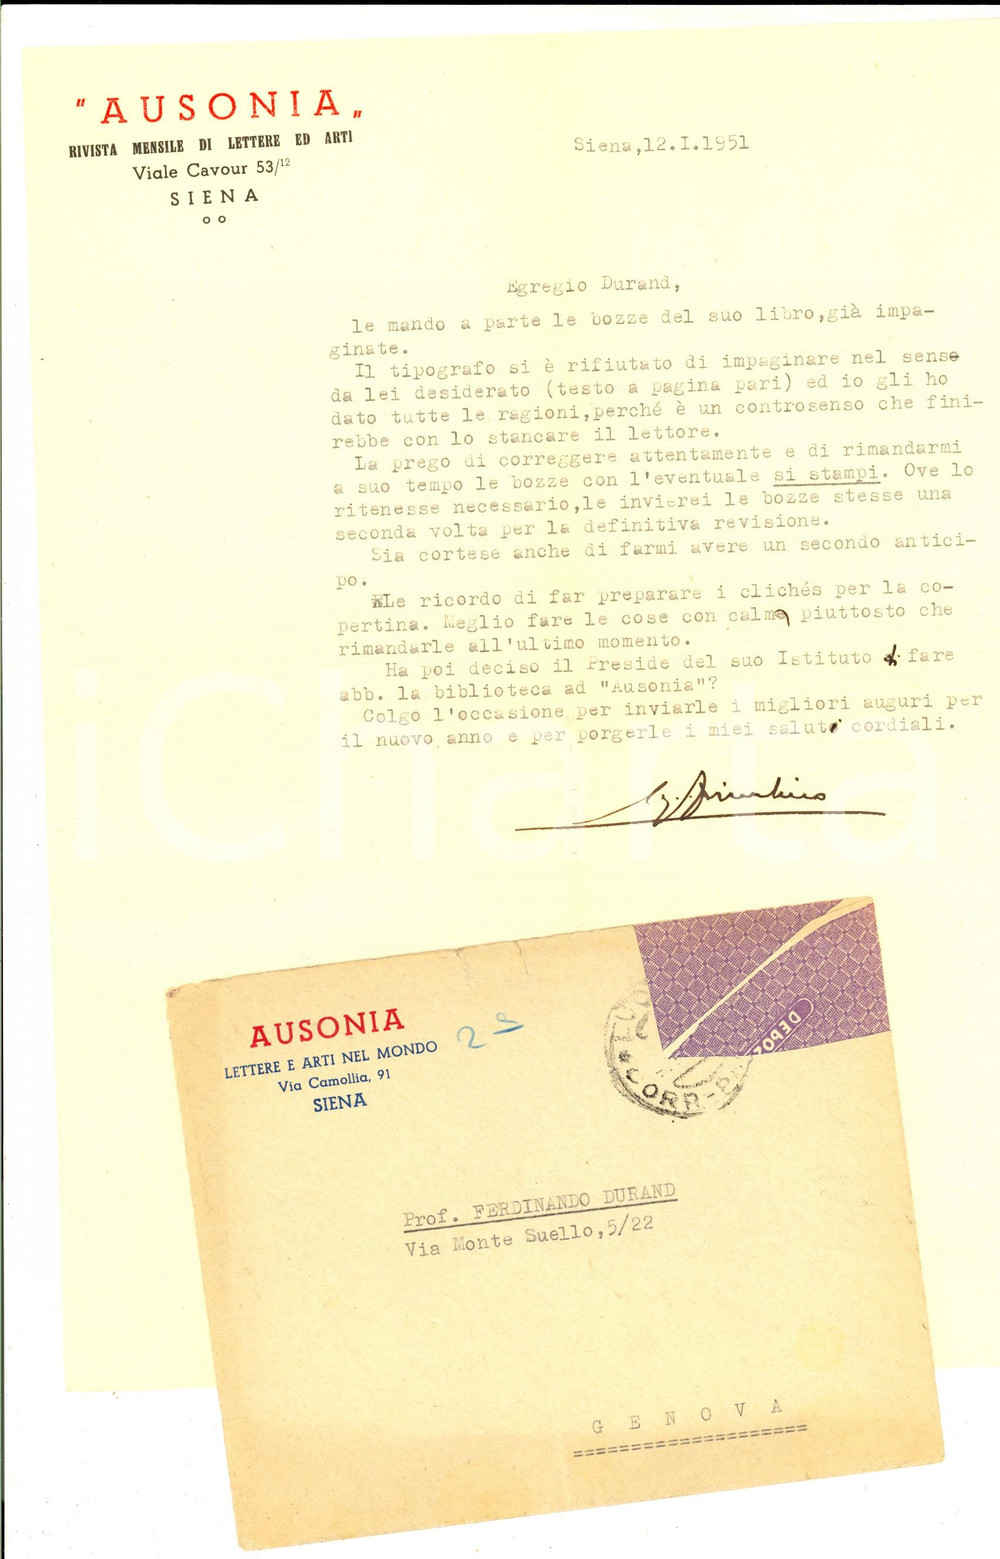 "AUSONIA„
RIVISTA MENSILE DI LETTERE ED ARTI
Viale Cavour 53/12
SIENA
Siena,12.I.1951
Egregio Durand,
le mando a parte le bozze del suo libro,già impa-
ginate.
Il tipografo si è rifiutato di impaginare nel senso
da lei desiderato (testo a pagina pari) ed io gli ho
dato tutte le ragioni,perché è un controsenso che fini-
rebbe con lo stancare il lettore.
La prego di correggere attentamente e di rimandarmi
a suo tempo le bozze con l'eventuale si stampi. Ove lo
ritenesse necessario,le invierei le bozze stesse una
seconda volta per la definitiva revisione.
Sia cortese anche di farmi avere un secondo antici-
po.
Le ricordo di far preparare i clichés per la co-
pertina. Meglio fare le cose con calma piuttosto che
rimandarle all'ultimo momento.
Ha poi deciso il Preside del suo Istituto di fare
abb. la biblioteca ad "Ausonia"?
Colgo l'occasione per inviarle i migliori auguri per
il nuovo anno e per porgerle i miei saluti cordiali.
iCharta
AUSONIA
LETTERE E ARTI NEL MONDO
Via Camollia, 91
SIENA
CORR-PA
DEPOS
Prof. FERDINANDO DURAND
Via Monte Suello,5/22
GENOVA